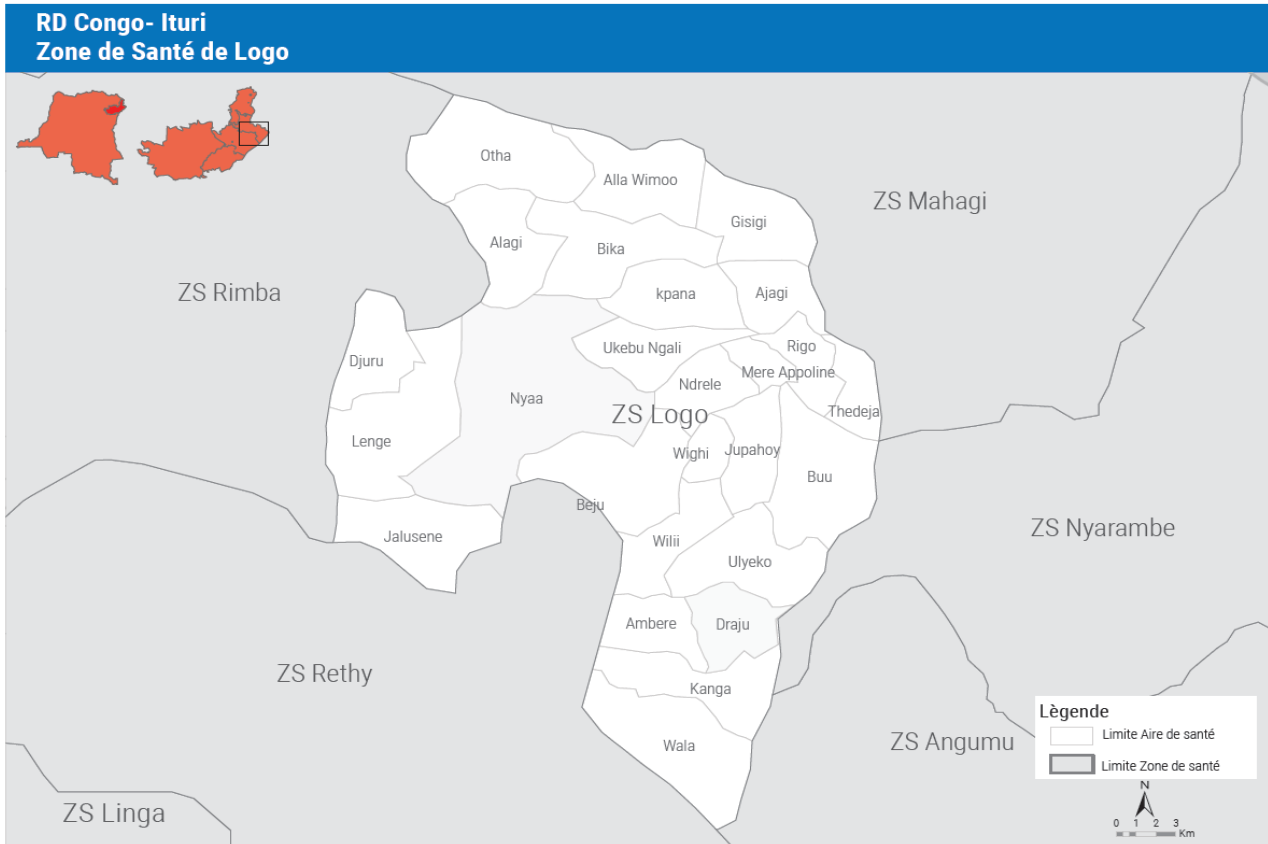 RD Congo- Ituri
Zone de Santé de Logo
Otha
Alla Wimoo
ZS Mahagi
Gisigi
Alagi
Bika
ZS Rimba
kpana
Ajagi
Ukebu Ngali
Rigo
Djuru
Mere Appoline
Ndrele
Nyaa
ZS Logo
Thedeja
Lenge
Wighi
Jupahoy
Buu
Beju
ZS Nyarambe
Jalusene
Wilii
Ulyeko
Ambere
Draju
ZS Rethy
Kanga
Wala
ZS Angumu
ZS Linga
Lègende
Limite Aire de santé
Limite Zone de santé
N
0 1 2 3
Km